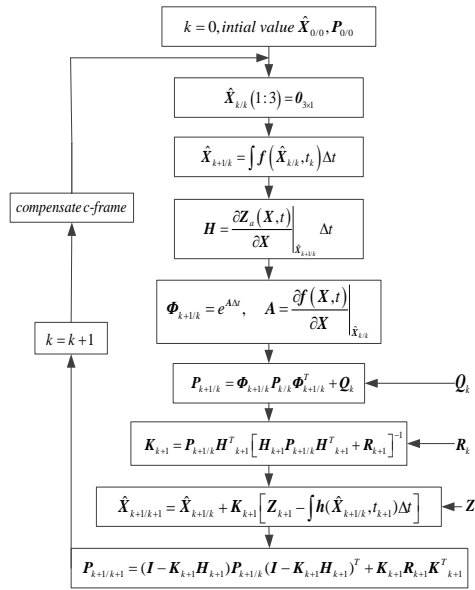 k = 0, intial value X̂_{0/0}, P_{0/0}
X̂_{k/k}(1:3) = 0_{3×1}
X̂_{k+1/k} = ∫ f(X̂_{k/k}, t_k) Δt
compensate c-frame
H = ∂Z_a(X,t)/∂X |_{X̂_{k+1/k}} Δt
Φ_{k+1/k} = e^{AΔt}, A = ∂f(X,t)/∂X |_{X̂_{k/k}}
k = k+1
P_{k+1/k} = Φ_{k+1/k} P_{k/k} Φ^T_{k+1/k} + Q_k
Q_k
K_{k+1} = P_{k+1/k} H^T_{k+1} [H_{k+1} P_{k+1/k} H^T_{k+1} + R_{k+1}]^{-1}
R_k
X̂_{k+1/k+1} = X̂_{k+1/k} + K_{k+1} [Z_{k+1} − ∫ h(X̂_{k+1/k}, t_{k+1}) Δt]
Z
P_{k+1/k+1} = (I − K_{k+1} H_{k+1}) P_{k+1/k} (I − K_{k+1} H_{k+1})^T + K_{k+1} R_{k+1} K^T_{k+1}